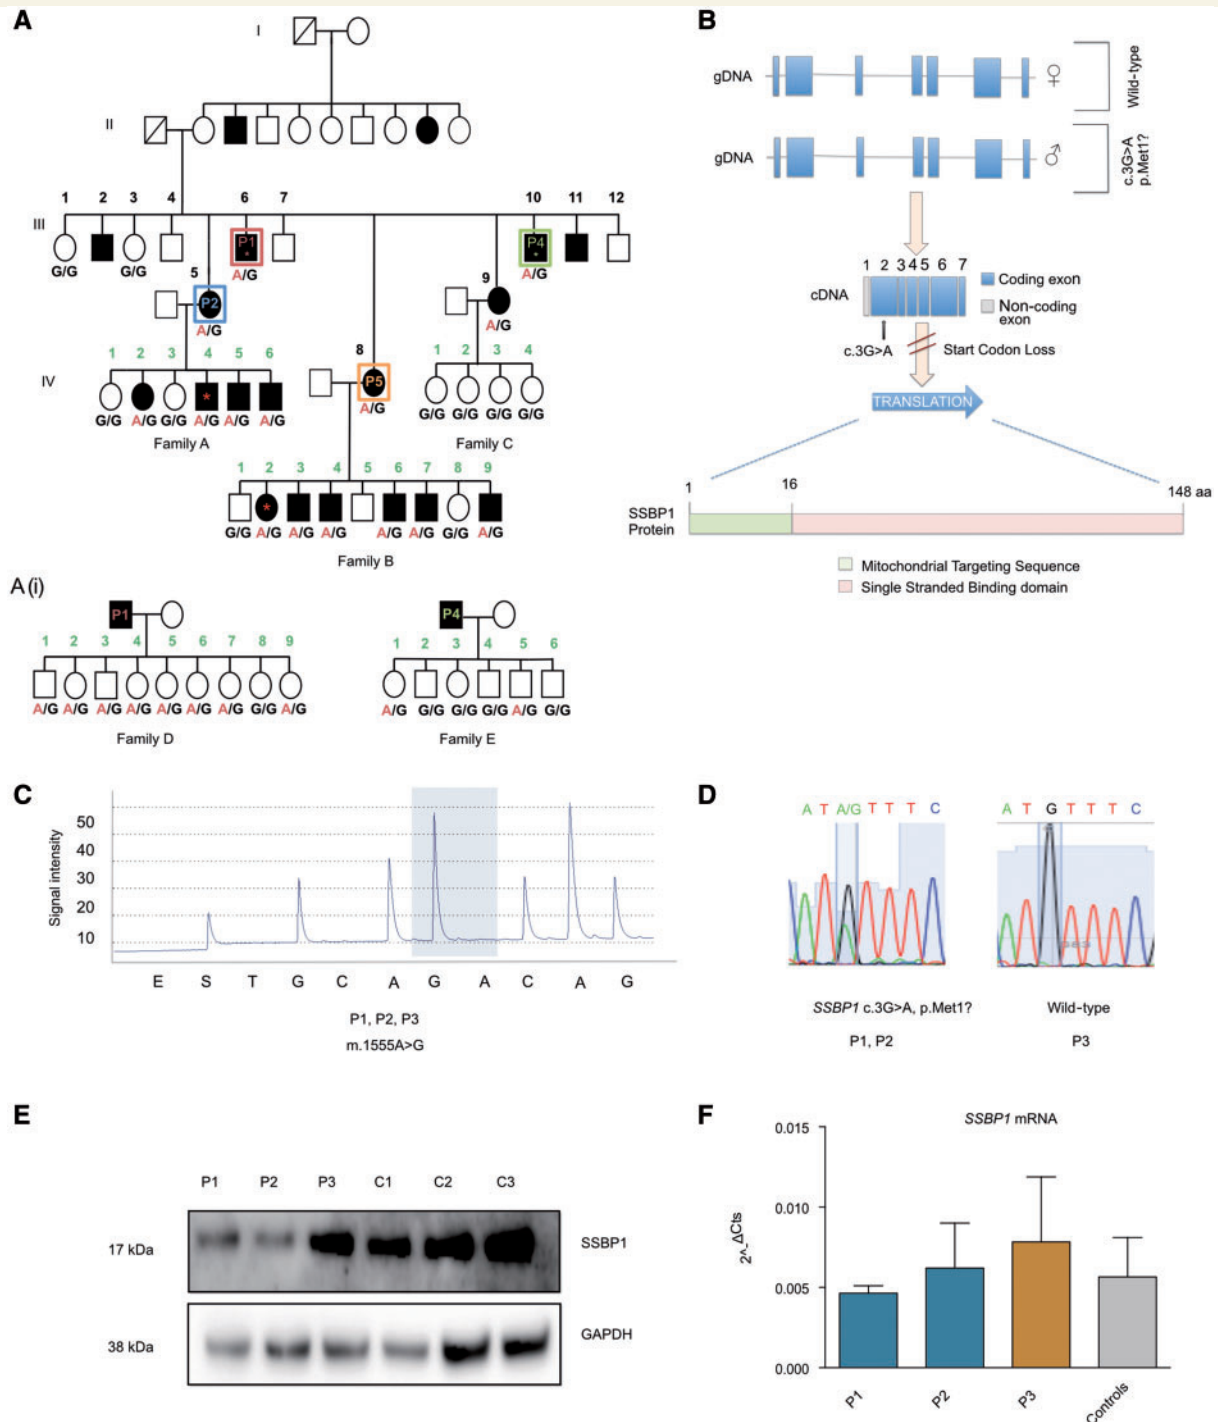 A
I
II
1 2 3 4 6 7 10 11 12
III
P1
*
P4
*
G/G G/G A/G A/G
5
9
P2
A/G A/G
8
1 2 3 4 5 6
1 2 3 4
IV
*
P5
G/G A/G G/G A/G A/G A/G
A/G
G/G G/G G/G G/G
Family A
Family C
1 2 3 4 5 6 7 8 9
*
G/G A/G A/G A/G A/G A/G G/G A/G
Family B
A (i)
P1
1 2 3 4 5 6 7 8 9
A/G A/G A/G A/G A/G A/G A/G G/G A/G
Family D
P4
1 2 3 4 5 6
A/G G/G G/G G/G A/G G/G
Family E
B
gDNA ♀
Wild-type
gDNA ♂
c.3G>A
p.Met1?
1 2 3 4 5 6 7
cDNA
Coding exon
Non-coding
exon
c.3G>A
Start Codon Loss
TRANSLATION
1 16 148 aa
SSBP1
Protein
Mitochondrial Targeting Sequence
Single Stranded Binding domain
C
Signal intensity
50
40
30
20
10
E S T G C A G A C A G
P1, P2, P3
m.1555A>G
D
A T A/G T T T C
A T G T T T C
SSBP1 c.3G>A, p.Met1?
P1, P2
Wild-type
P3
E
P1 P2 P3 C1 C2 C3
17 kDa
SSBP1
38 kDa
GAPDH
F
SSBP1 mRNA
2^-ΔCts
0.015
0.010
0.005
0.000
P1 P2 P3 Controls